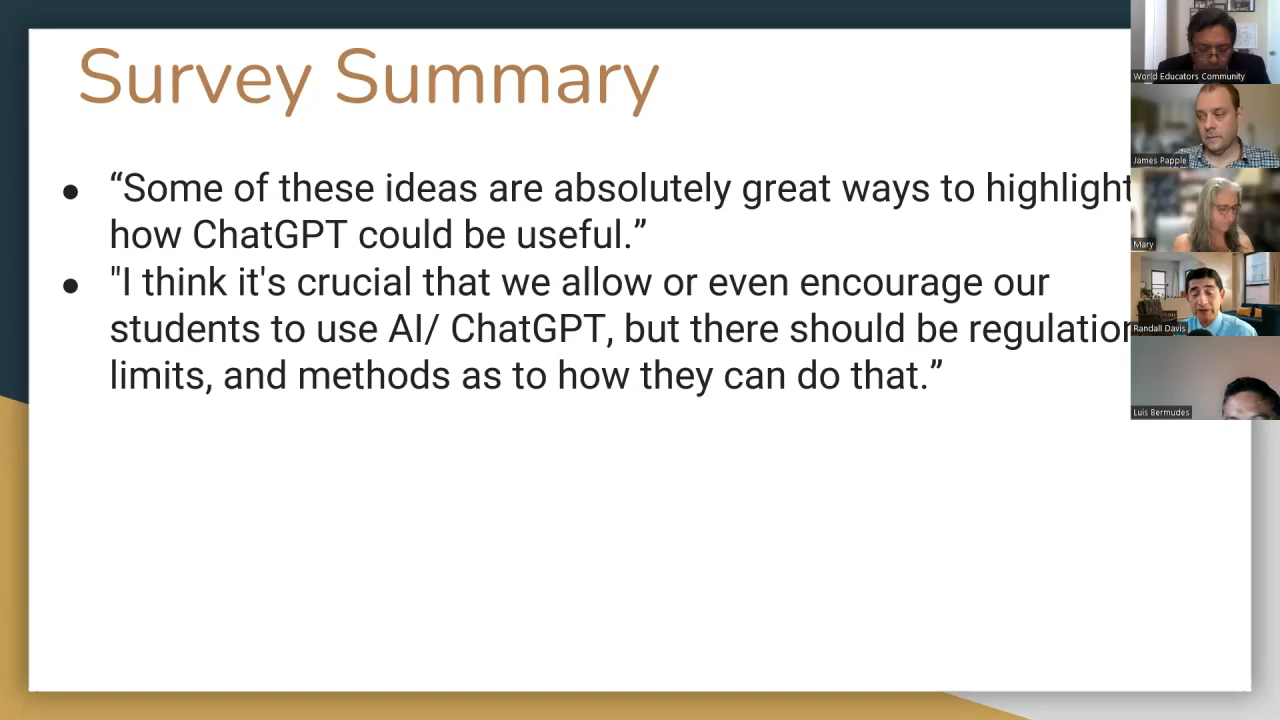 Survey Summary
● “Some of these ideas are absolutely great ways to highlight
how ChatGPT could be useful.”
● "I think it's crucial that we allow or even encourage our
students to use AI/ ChatGPT, but there should be
limits, and methods as to how they can do that.”
World Educators Community
James Papple
Mary
Randall Davis
Luis Bermudes